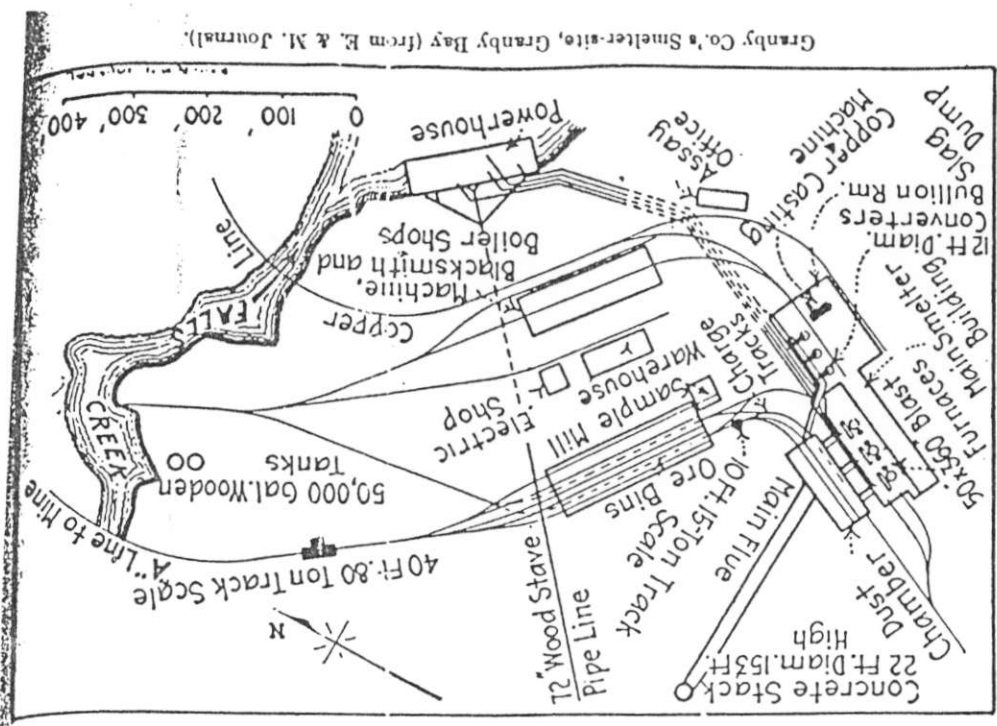 Concrete Stack
22 Ft. Diam. 153 Ft.
High
Dust
Chamber
72" Wood Stave
Pipe Line
N
Main Flue
10 Ft. 15-Ton Track
Scale
40 Ft. 80 Ton Track Scale
"A" Line to Mine
50x360" Blast
Furnaces
Main Smelter
Building
12 Ft. Diam.
Converters
Bullion Rm.
Ore Bins
Sample Mill
50,000 Gal. Wooden
Tanks
CREEK
Charge
Tracks
Warehouse
Electric
Shop
Copper Casting
Machine
Slag
Dump
Copper
Line
FALLS
Machine,
Blacksmith and
Boiler Shops
Assay
Office
Powerhouse
0 100' 200' 300' 400'
Granby Co.'s Smelter-site, Granby Bay (from E. & M. Journal).